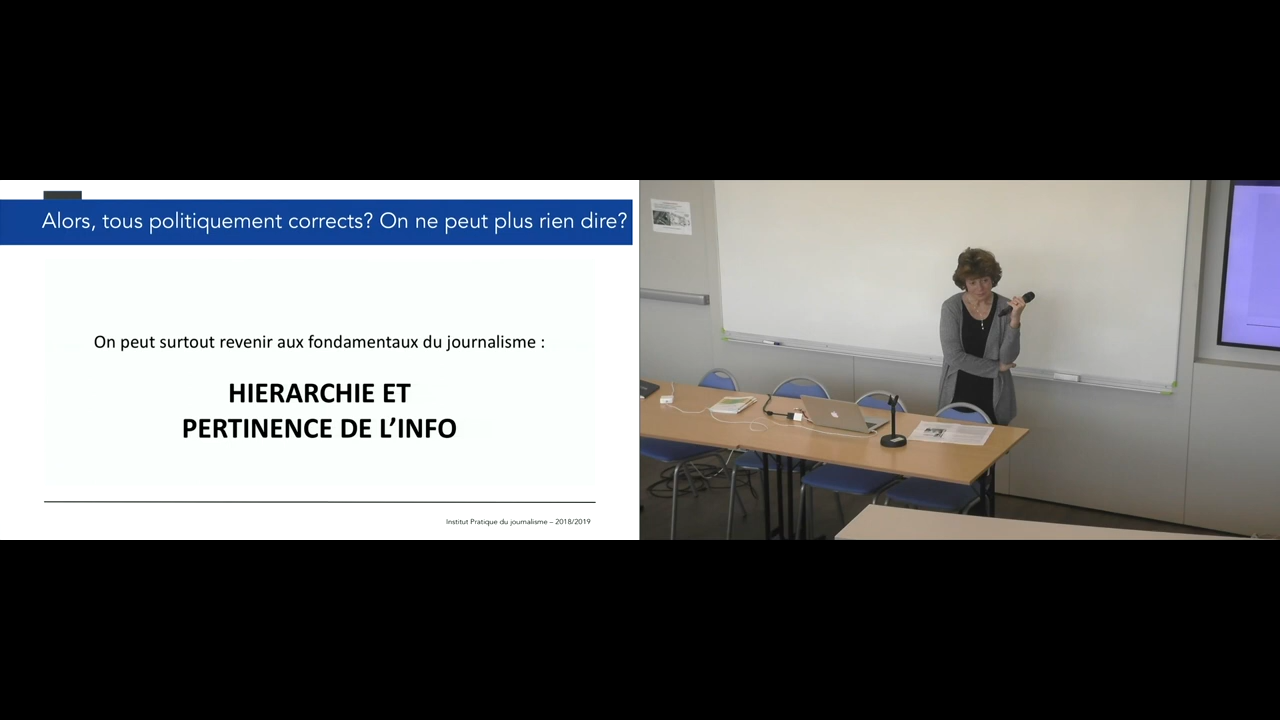 Alors, tous politiquement corrects? On ne peut plus rien dire?
On peut surtout revenir aux fondamentaux du journalisme :
HIERARCHIE ET
PERTINENCE DE L’INFO
Institut Pratique du journalisme – 2018/2019